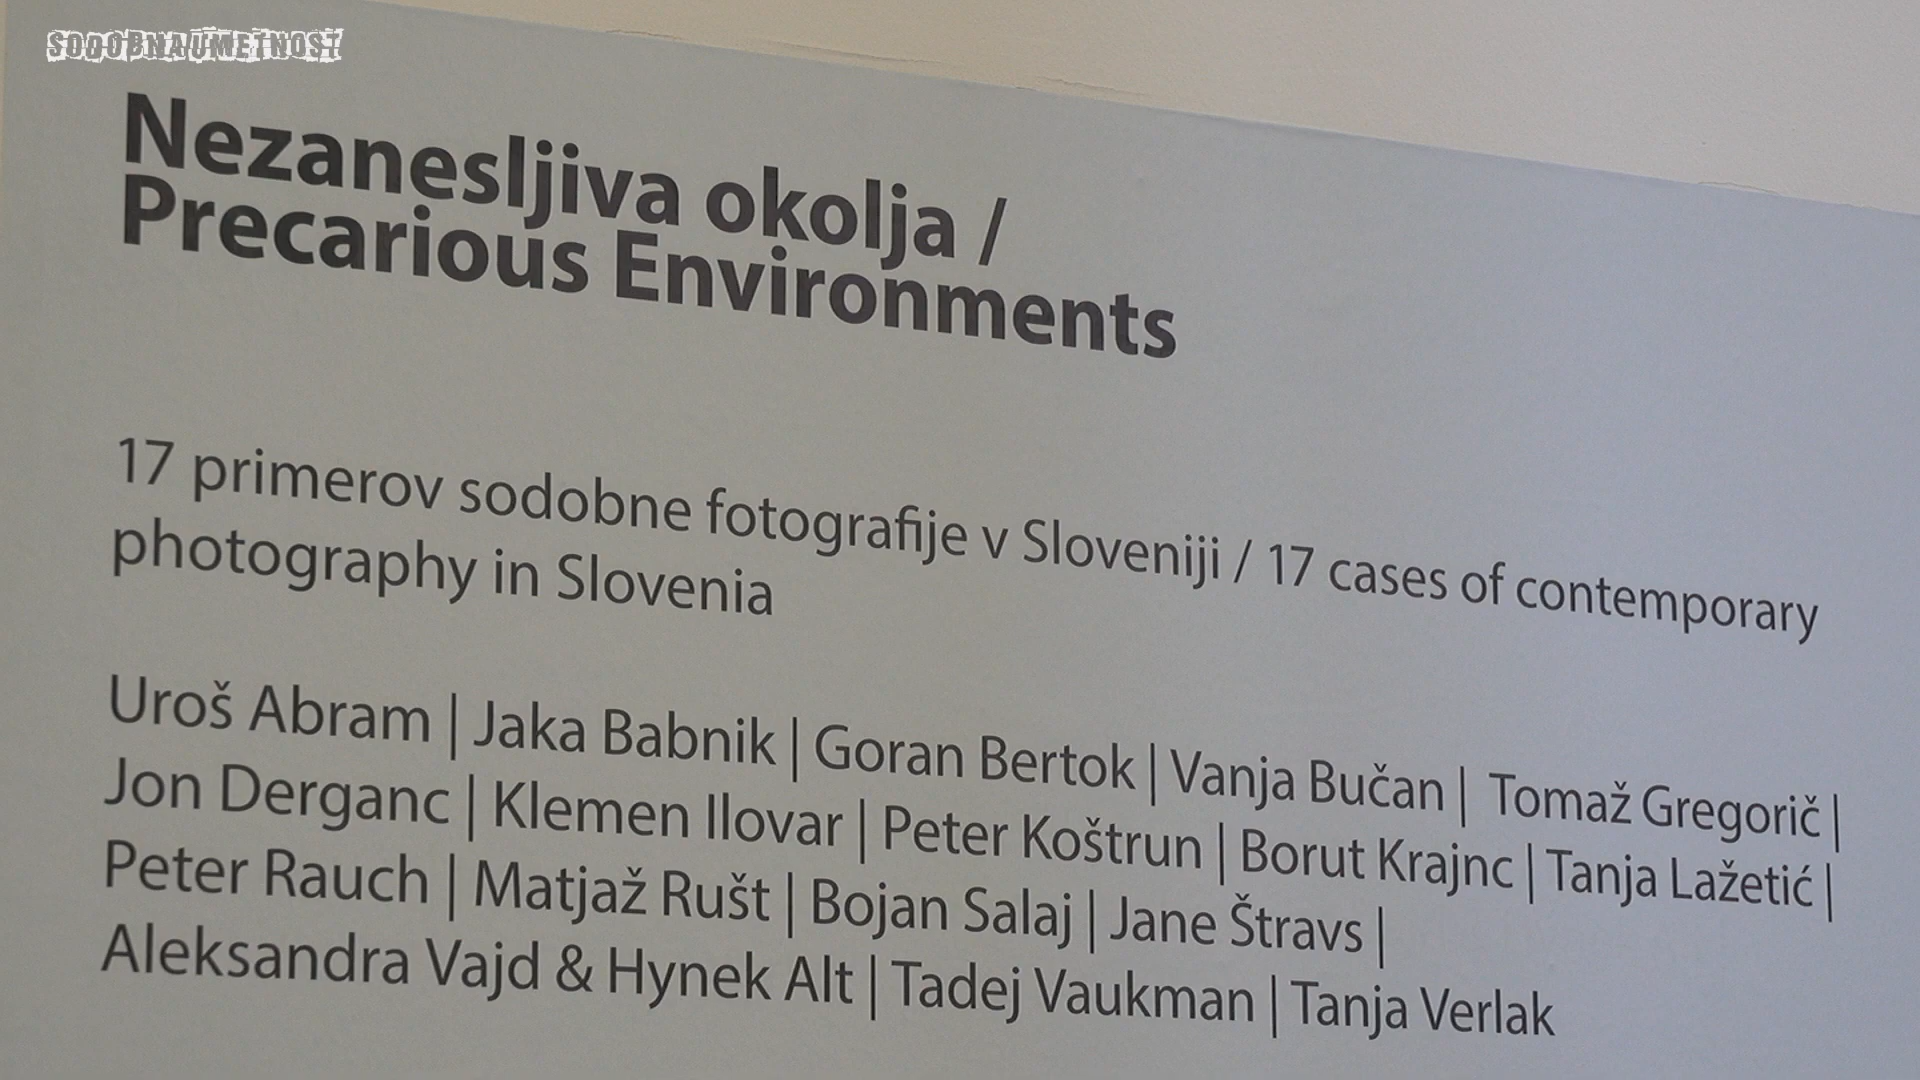 SODOBNAUMETNOST
Nezanesljiva okolja /
Precarious Environments
17 primerov sodobne fotografije v Sloveniji / 17 cases of contemporary
photography in Slovenia
Uroš Abram | Jaka Babnik | Goran Bertok | Vanja Bučan | Tomaž Gregorič |
Jon Derganc | Klemen Ilovar | Peter Koštrun | Borut Krajnc | Tanja Lažetić |
Peter Rauch | Matjaž Rušt | Bojan Salaj | Jane Štravs |
Aleksandra Vajd & Hynek Alt | Tadej Vaukman | Tanja Verlak